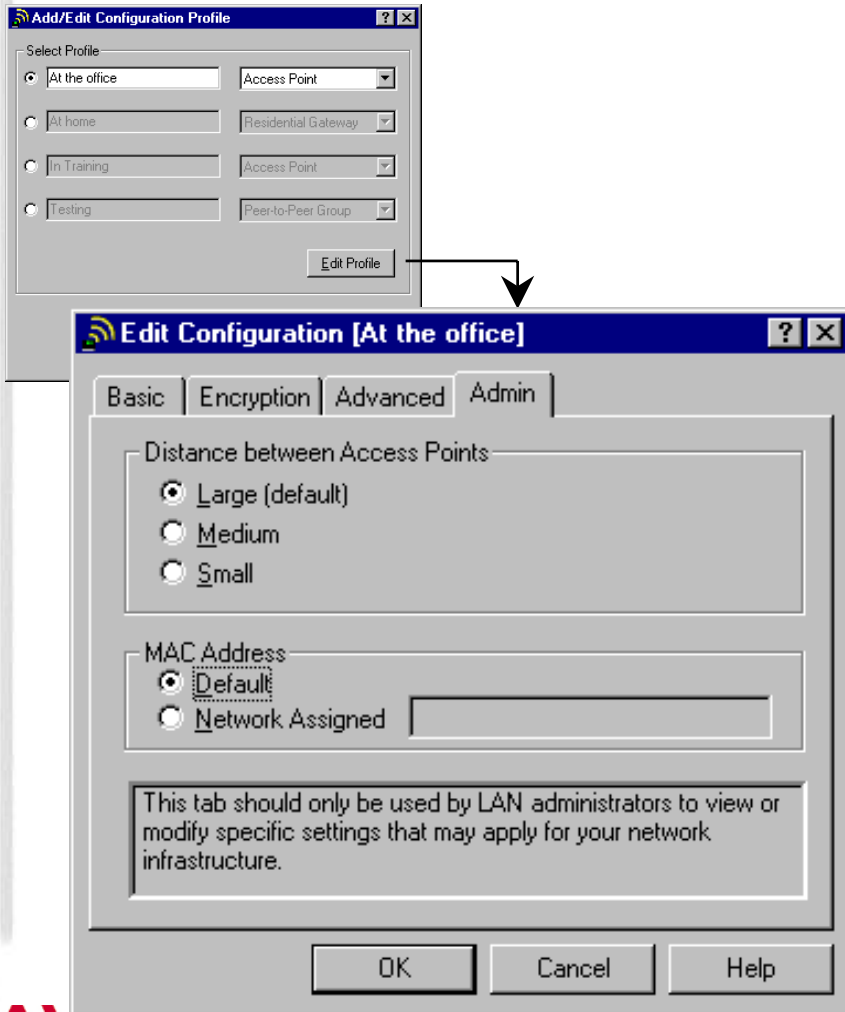 Add/Edit Configuration Profile
Select Profile
At the office Access Point
At home Residential Gateway
In Training Access Point
Testing Peer-to-Peer Group
Edit Profile
Edit Configuration [At the office]
Basic Encryption Advanced Admin
Distance between Access Points
Large (default)
Medium
Small
MAC Address
Default
Network Assigned
This tab should only be used by LAN administrators to view or
modify specific settings that may apply for your network
infrastructure.
OK Cancel Help